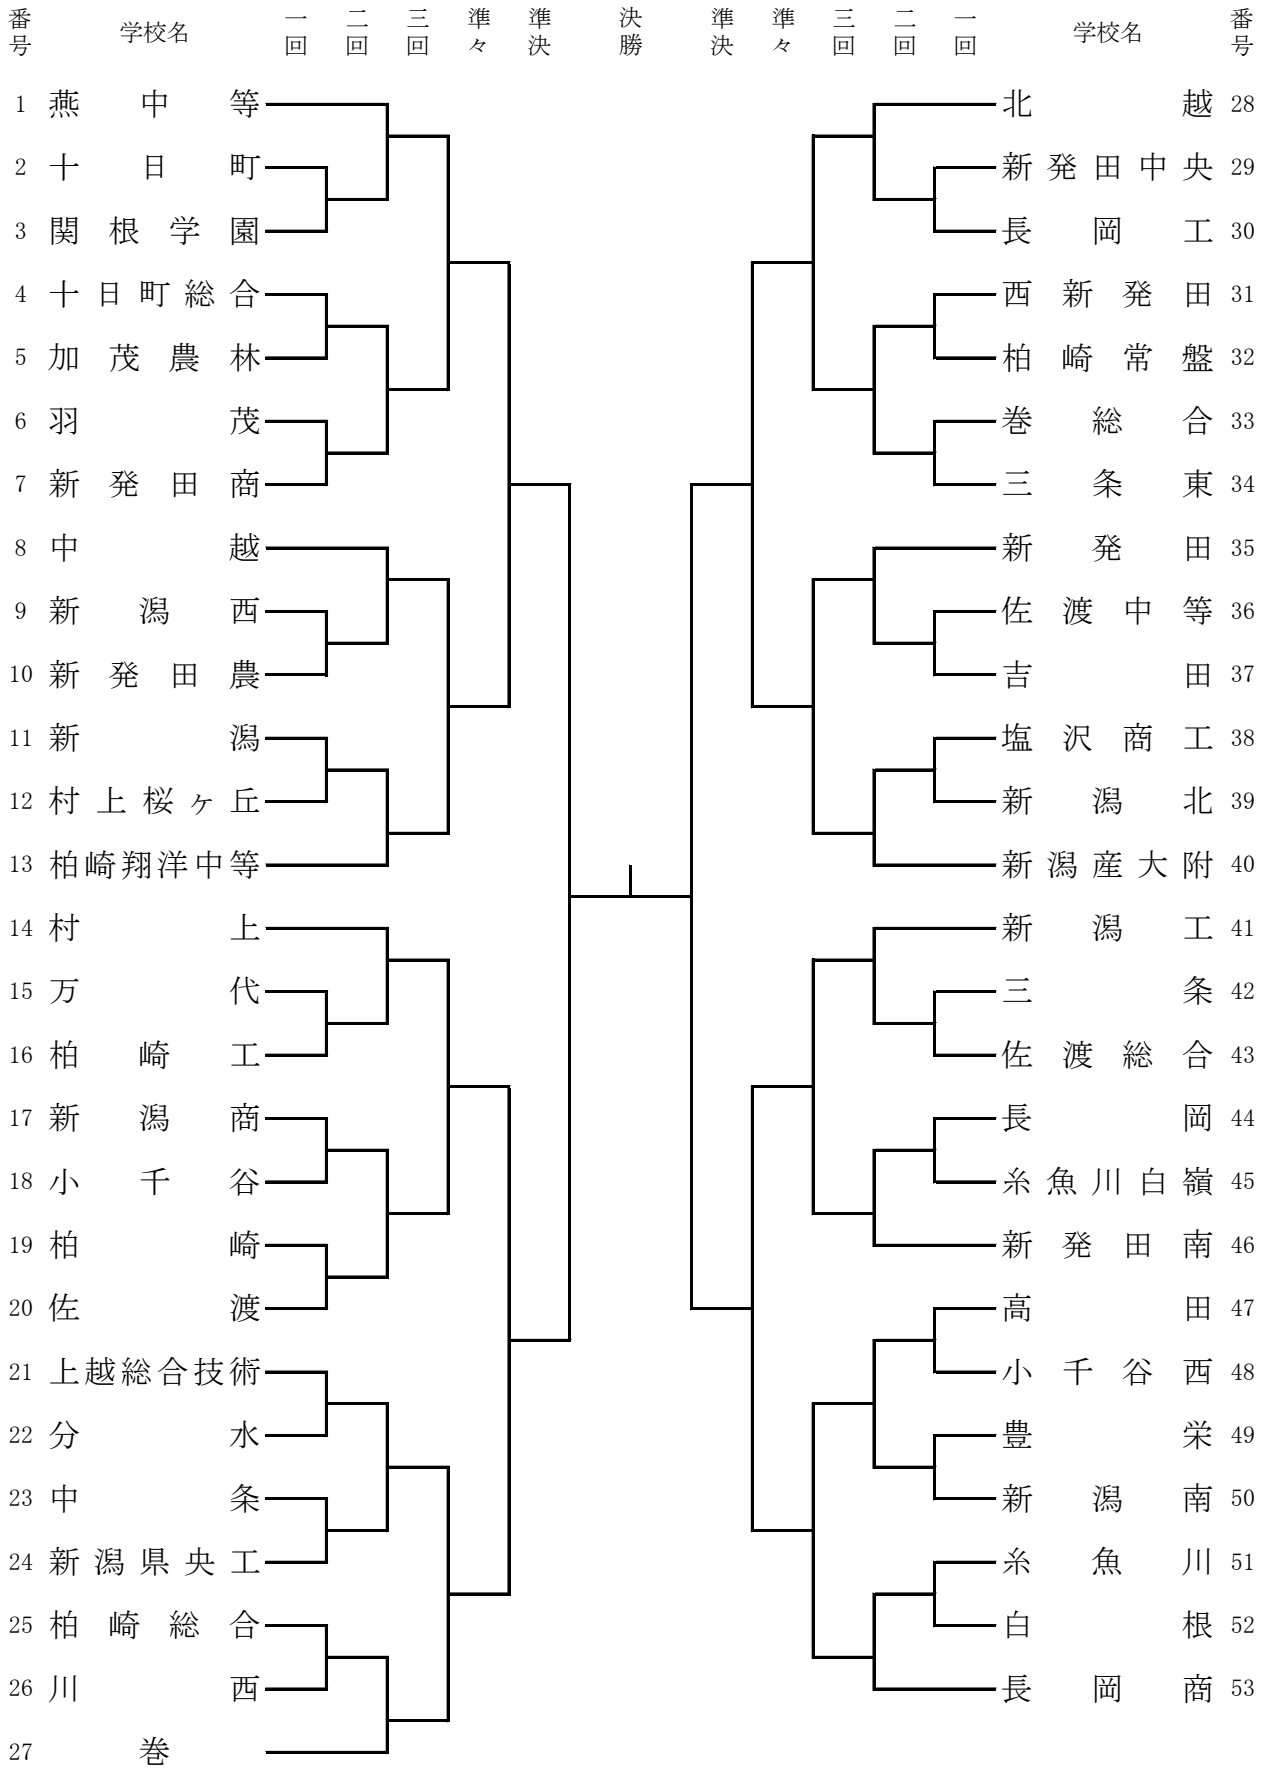 番号 学校名 一回 二回 三回 準々 準決 決勝 準決 準々 三回 二回 一回 学校名 番号
1 燕中等 北越 28
2 十日町 新発田中央 29
3 関根学園 長岡工 30
4 十日町総合 西新発田 31
5 加茂農林 柏崎常盤 32
6 羽茂 巻総合 33
7 新発田商 三条東 34
8 中越 新発田 35
9 新潟西 佐渡中等 36
10 新発田農 吉田 37
11 新潟 塩沢商工 38
12 村上桜ヶ丘 新潟北 39
13 柏崎翔洋中等 新潟産大附 40
14 村上 新潟工 41
15 万代 三条 42
16 柏崎工 佐渡総合 43
17 新潟商 長岡 44
18 小千谷 糸魚川白嶺 45
19 柏崎 新発田南 46
20 佐渡 高田 47
21 上越総合技術 小千谷西 48
22 分水 豊栄 49
23 中条 新潟南 50
24 新潟県央工 糸魚川 51
25 柏崎総合 白根 52
26 川西 長岡商 53
27 巻